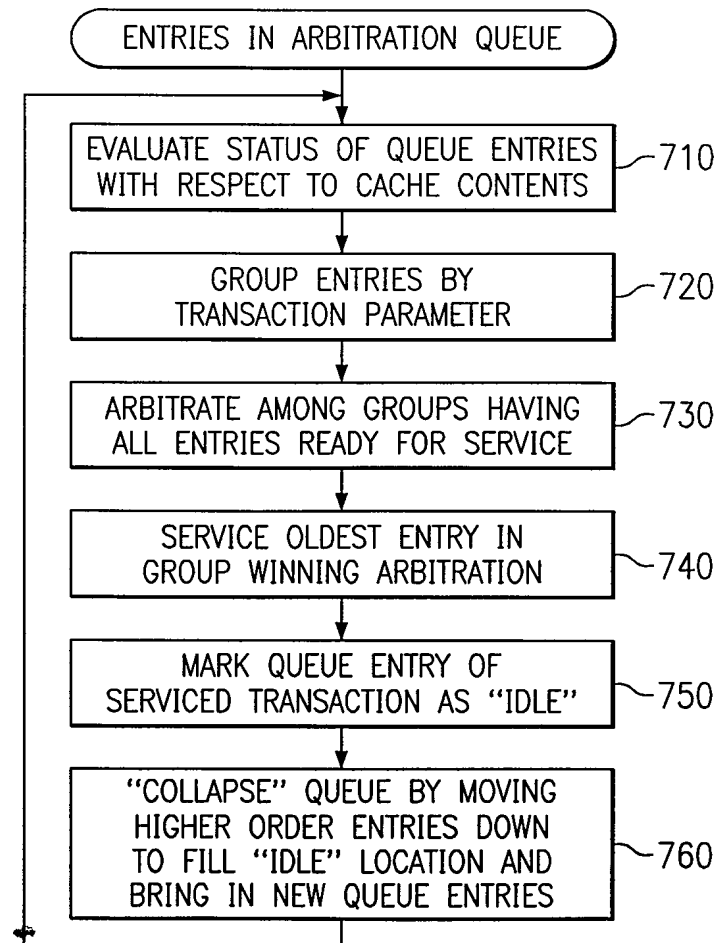 ENTRIES IN ARBITRATION QUEUE
EVALUATE STATUS OF QUEUE ENTRIES
WITH RESPECT TO CACHE CONTENTS
710
GROUP ENTRIES BY
TRANSACTION PARAMETER
720
ARBITRATE AMONG GROUPS HAVING
ALL ENTRIES READY FOR SERVICE
730
SERVICE OLDEST ENTRY IN
GROUP WINNING ARBITRATION
740
MARK QUEUE ENTRY OF
SERVICED TRANSACTION AS "IDLE"
750
"COLLAPSE" QUEUE BY MOVING
HIGHER ORDER ENTRIES DOWN
TO FILL "IDLE" LOCATION AND
BRING IN NEW QUEUE ENTRIES
760